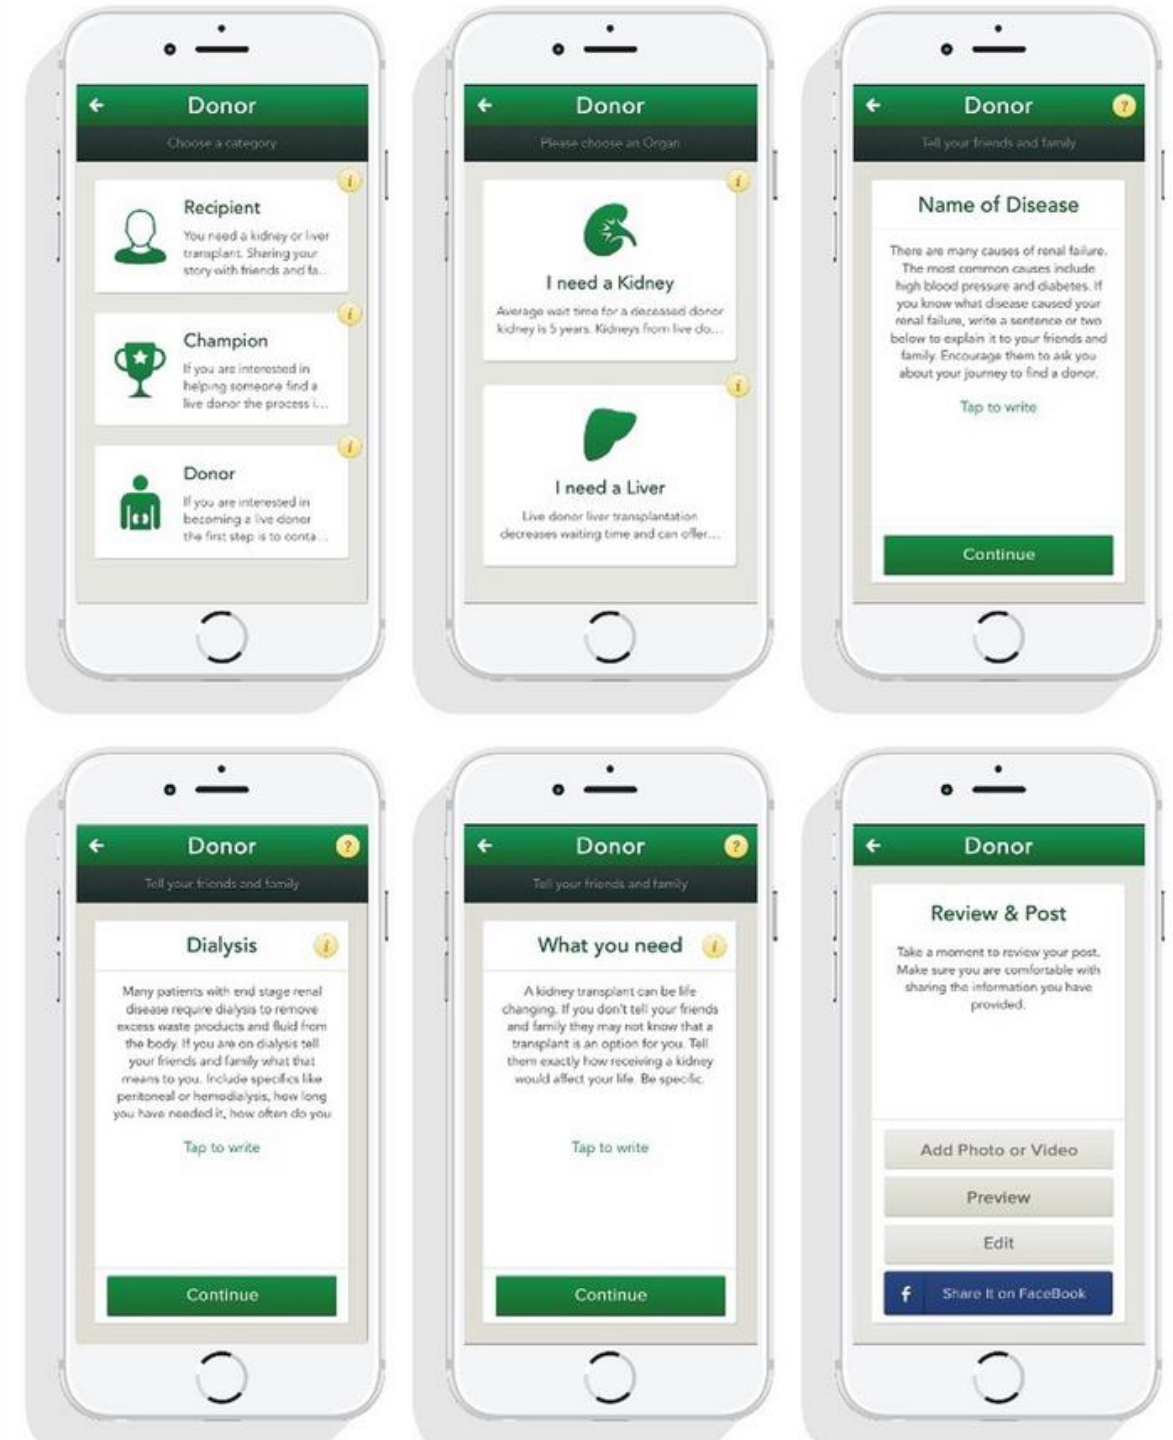 Donor
Choose a category
i
Recipient
You need a kidney or liver
transplant. Sharing your
story with friends and fa...
i
Champion
If you are interested in
helping someone find a
live donor the process i...
i
Donor
If you are interested in
becoming a live donor
the first step is to conta...
Donor
Please choose an Organ
i
I need a Kidney
Average wait time for a deceased donor
kidney is 5 years. Kidneys from live do...
i
I need a Liver
Live donor liver transplantation
decreases waiting time and can offer...
Donor
?
Tell your friends and family
Name of Disease
There are many causes of renal failure.
The most common causes include
high blood pressure and diabetes. If
you know what disease caused your
renal failure, write a sentence or two
below to explain it to your friends and
family. Encourage them to ask you
about your journey to find a donor.
Tap to write
Continue
Donor
?
Tell your friends and family
Dialysis
i
Many patients with end stage renal
disease require dialysis to remove
excess waste products and fluid from
the body. If you are on dialysis tell
your friends and family what that
means to you. Include specifics like
peritoneal or hemodialysis, how long
you have needed it, how often do you
Tap to write
Continue
Donor
?
Tell your friends and family
What you need
i
A kidney transplant can be life
changing. If you don't tell your friends
and family they may not know that a
transplant is an option for you. Tell
them exactly how receiving a kidney
would affect your life. Be specific.
Tap to write
Continue
Donor
Review & Post
Take a moment to review your post.
Make sure you are comfortable with
sharing the information you have
provided.
Add Photo or Video
Preview
Edit
f
Share It on FaceBook